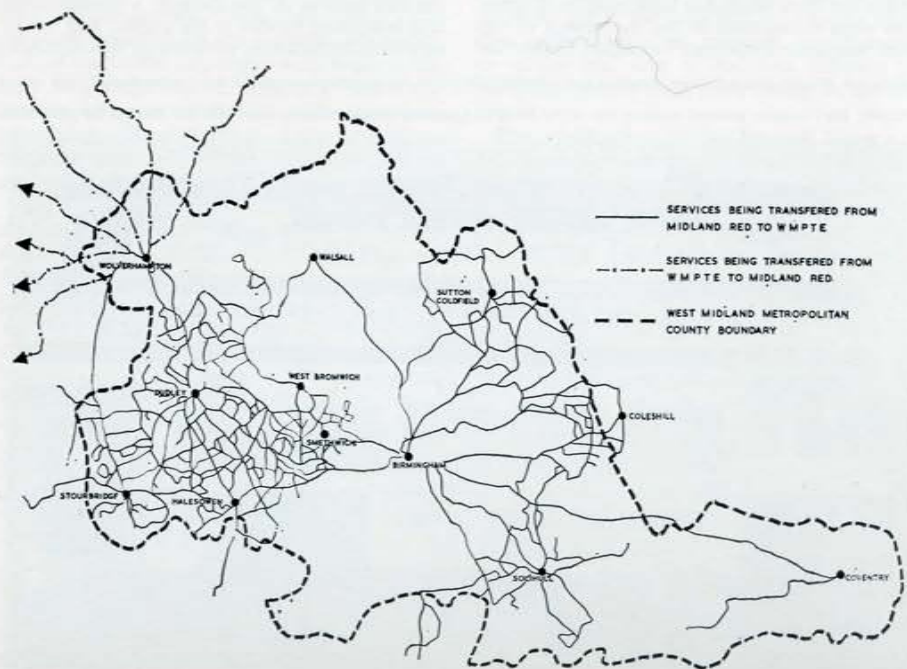 SERVICES BEING TRANSFERED FROM
MIDLAND RED TO WMPTE
SERVICES BEING TRANSFERED FROM
WMPTE TO MIDLAND RED.
WEST MIDLAND METROPOLITAN
COUNTY BOUNDARY
WOLVERHAMPTON
WALSALL
SUTTON
COLDFIELD
WEST BROMWICH
DUDLEY
SMETHWICK
COLESHILL
BIRMINGHAM
STOURBRIDGE
HALESOWEN
SOLIHULL
COVENTRY